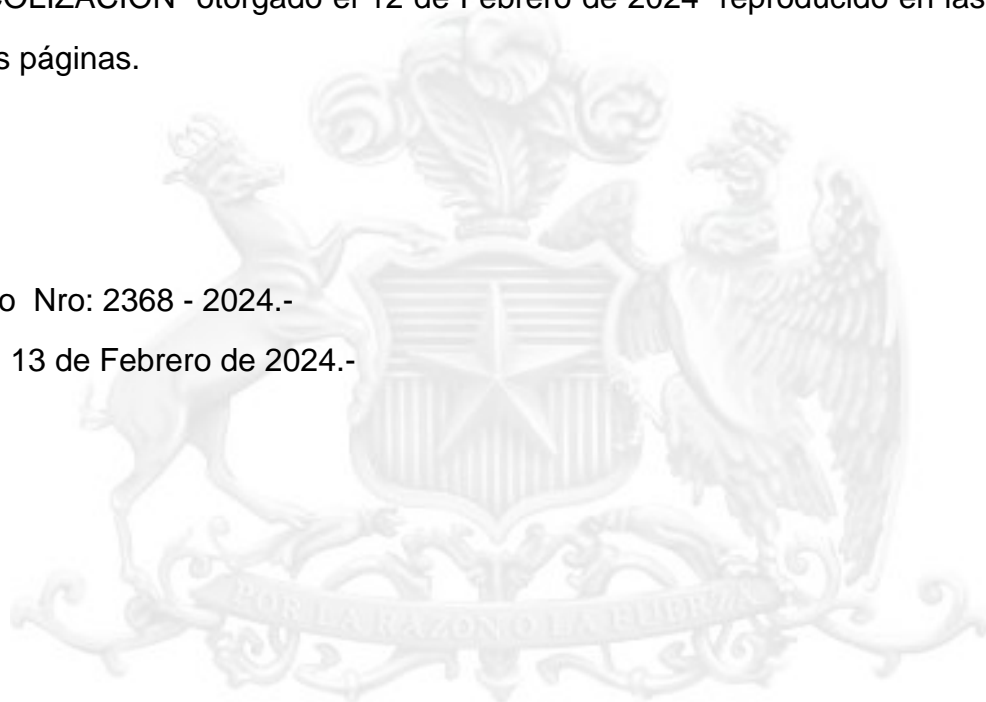 COLIZACION" otorgado el 12 de Febrero de 2024 reproducido en las
s páginas.
o Nro: 2368 - 2024.-
13 de Febrero de 2024.-
POR LA RAZON O LA FUERZA